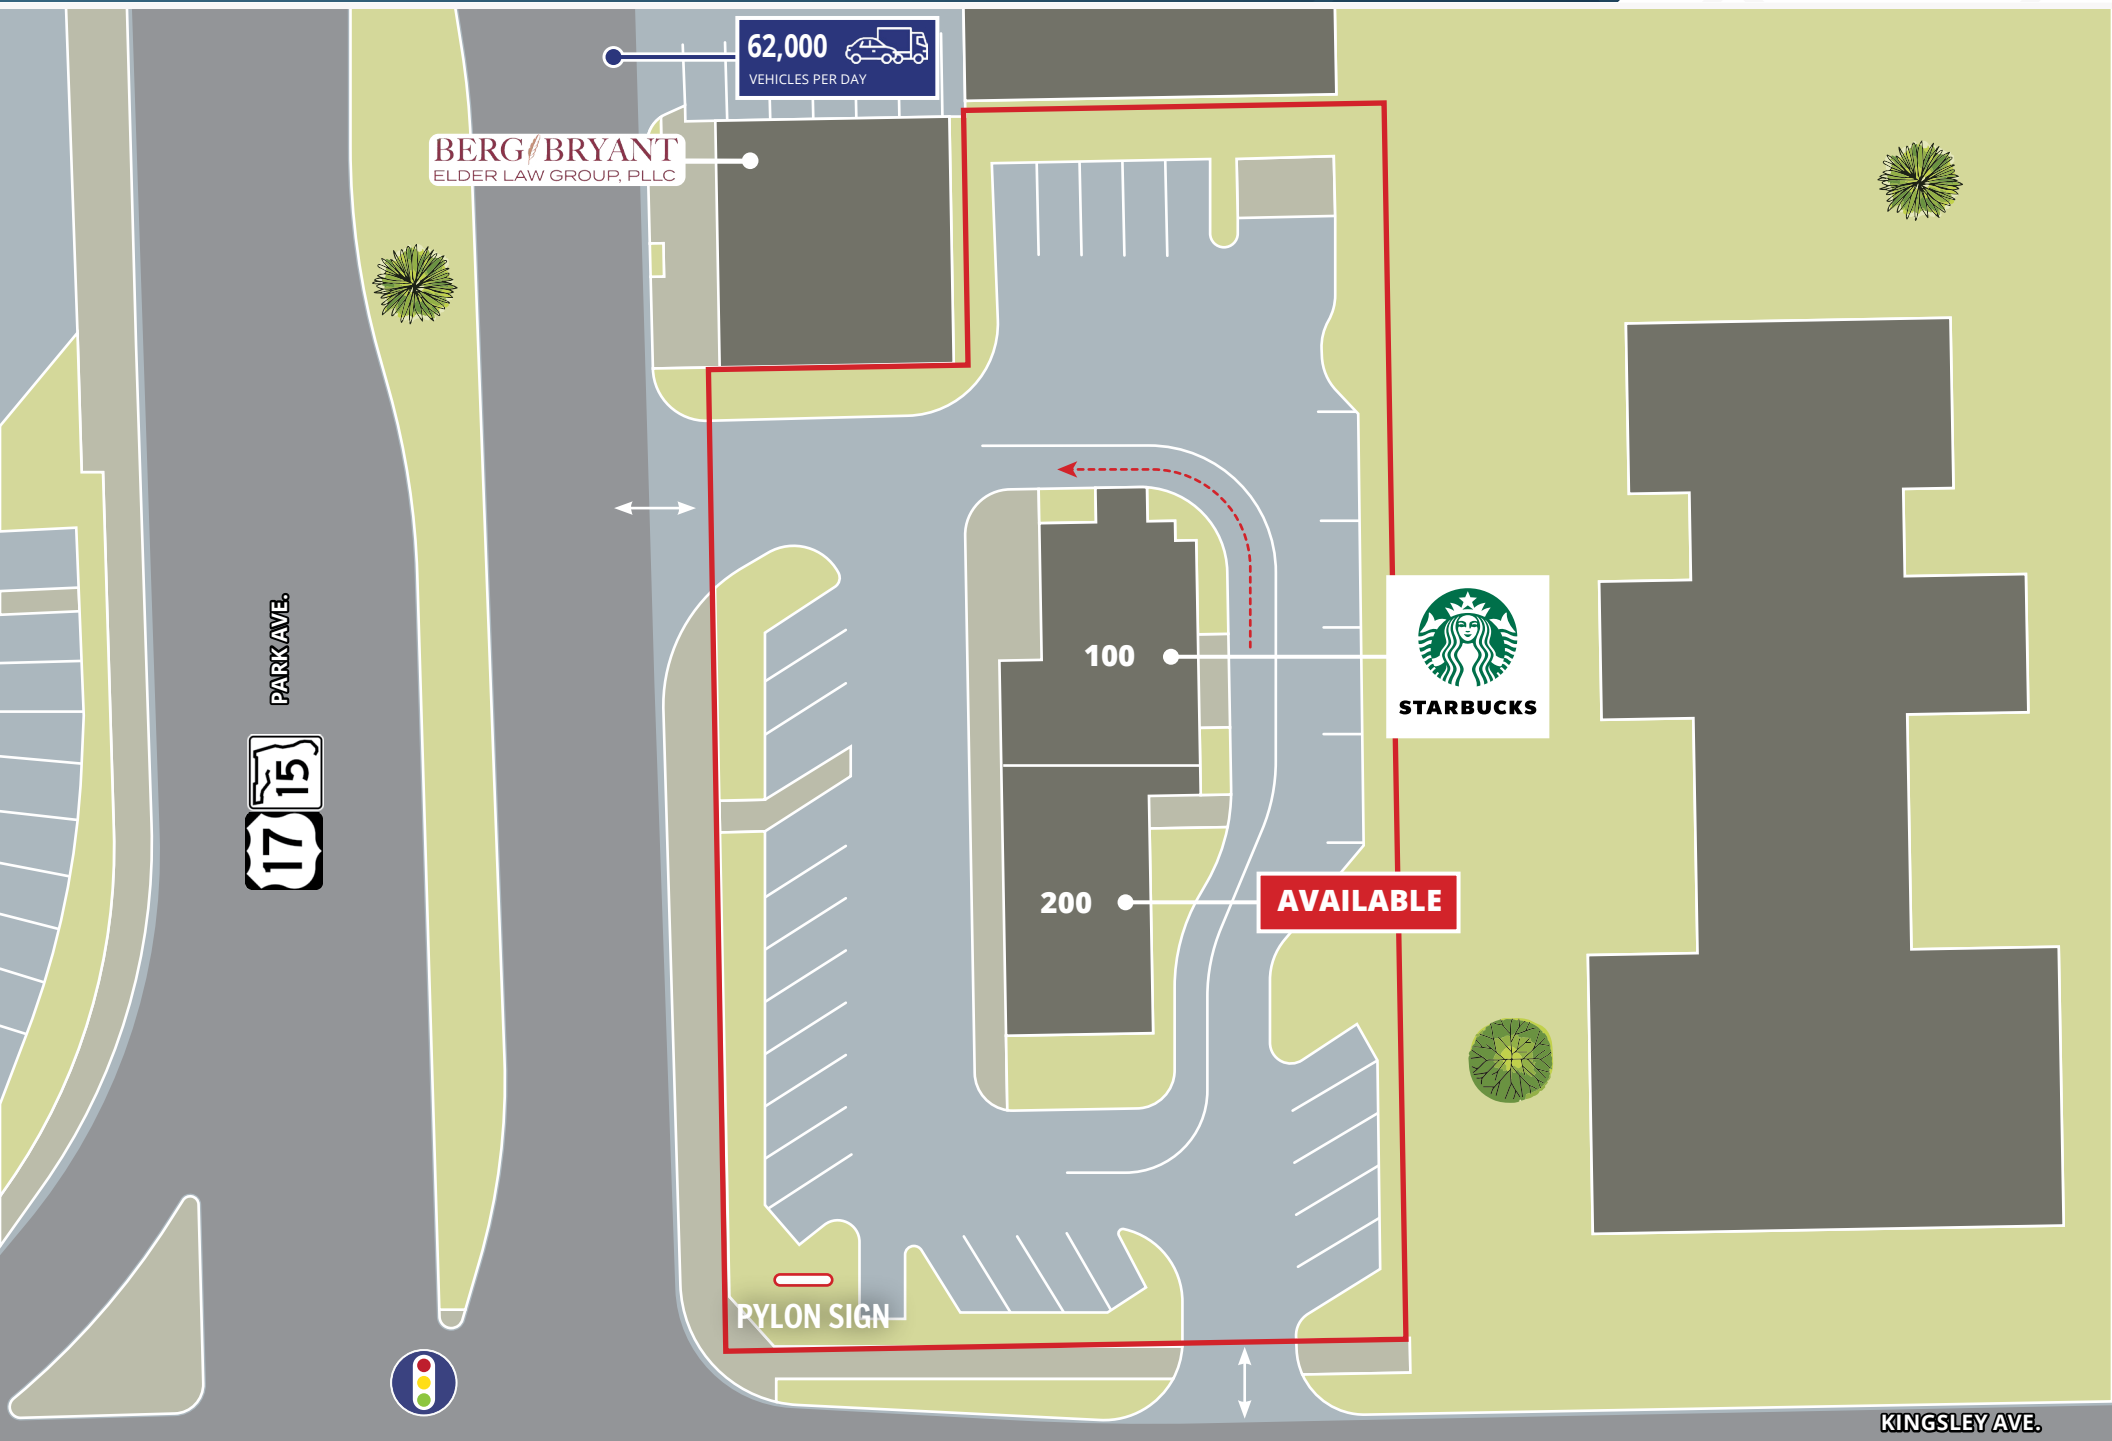 62,000
VEHICLES PER DAY
BERG BRYANT
ELDER LAW GROUP, PLLC
PARK AVE.
15
17
100
STARBUCKS
200
AVAILABLE
PYLON SIGN
KINGSLEY AVE.